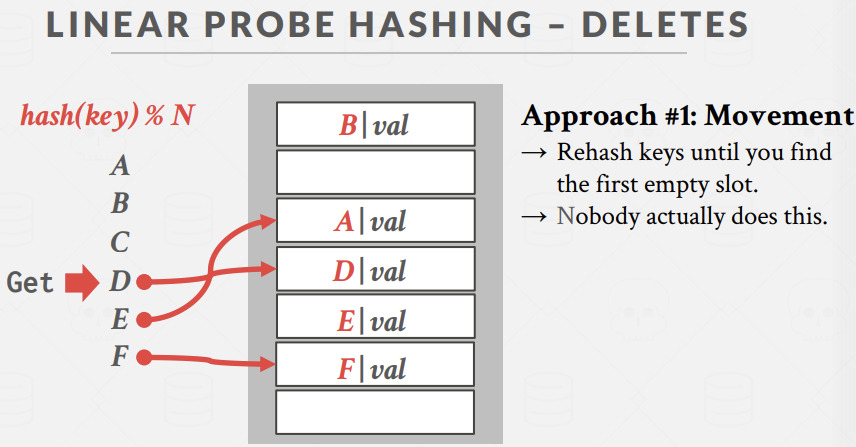 LINEAR PROBE HASHING – DELETES
hash(key) % N
A
B
C
Get D
E
F
B|val
A|val
D|val
E|val
F|val
Approach #1: Movement
→ Rehash keys until you find
the first empty slot.
→ Nobody actually does this.